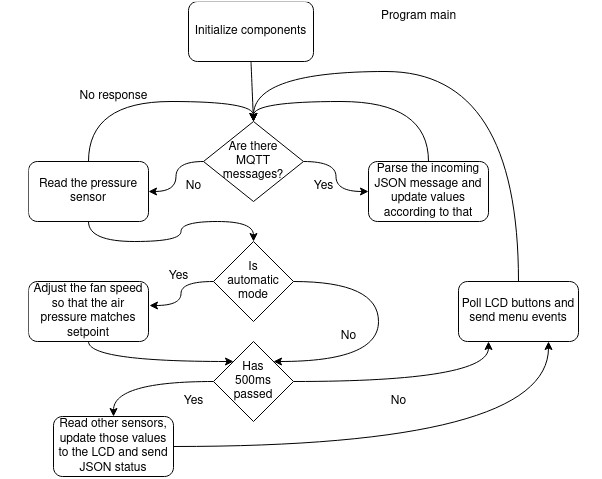 Program main
Initialize components
No response
Are there
MQTT
messages?
Read the pressure
sensor
No
Yes
Parse the incoming
JSON message and
update values
according to that
Is
automatic
mode
Yes
Adjust the fan speed
so that the air
pressure matches
setpoint
No
Poll LCD buttons and
send menu events
Has
500ms
passed
Yes
No
Read other sensors,
update those values
to the LCD and send
JSON status